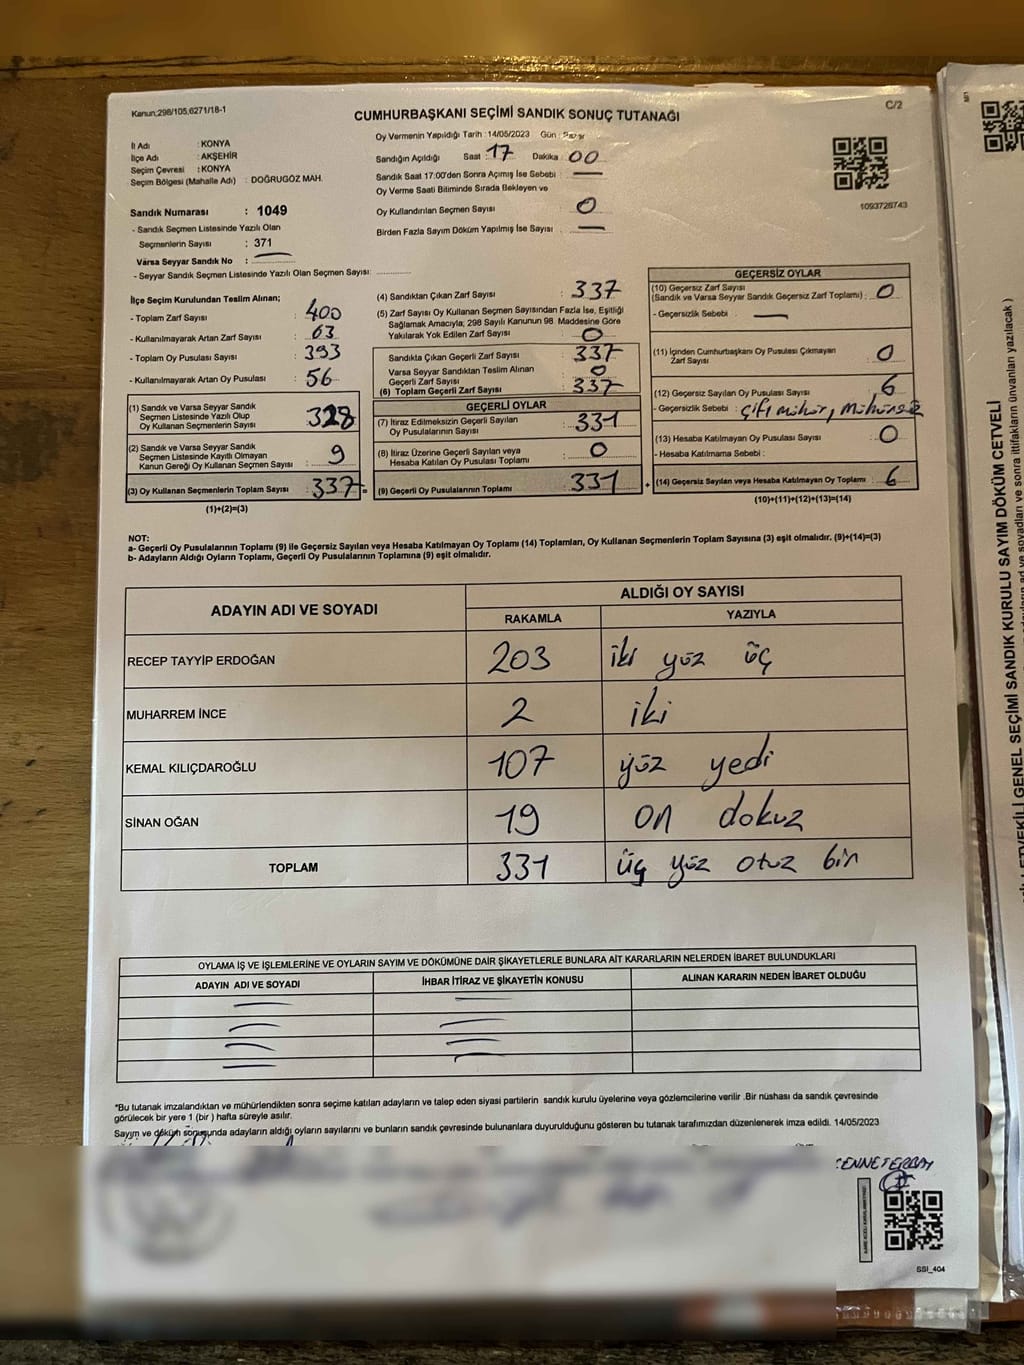 Kanun;298/105,6271/18-1
C/2
CUMHURBAŞKANI SEÇİMİ SANDIK SONUÇ TUTANAĞI
İl Adı : KONYA
İlçe Adı : AKŞEHİR
Seçim Çevresi : KONYA
Seçim Bölgesi (Mahalle Adı) : DOĞRUGÖZ MAH.
Sandık Numarası : 1049
- Sandık Seçmen Listesinde Yazılı Olan
Seçmenlerin Sayısı : 371
Varsa Seyyar Sandık No :
- Seyyar Sandık Seçmen Listesinde Yazılı Olan Seçmen Sayısı:
Oy Vermenin Yapıldığı Tarih : 14/05/2023 Gün : Pazar
Sandığın Açıldığı Saat : 17 Dakika 00
Sandık Saat 17:00'den Sonra Açımış İse Sebebi : —
Oy Verme Saati Bitiminde Sırada Bekleyen ve
Oy Kullandırılan Seçmen Sayısı : 0
Birden Fazla Sayım Döküm Yapılmış İse Sayısı : —
1093728743
İlçe Seçim Kurulundan Teslim Alınan;
- Toplam Zarf Sayısı : 400
- Kullanılmayarak Artan Zarf Sayısı : 63
- Toplam Oy Pusulası Sayısı : 393
- Kullanılmayarak Artan Oy Pusulası : 56
(1) Sandık ve Varsa Seyyar Sandık
Seçmen Listesinde Yazılı Olup
Oy Kullanan Seçmenlerin Sayısı : 328
(2) Sandık ve Varsa Seyyar Sandık
Seçmen Listesinde Kayıtlı Olmayan
Kanun Gereği Oy Kullanan Seçmen Sayısı : 9
(3) Oy Kullanan Seçmenlerin Toplam Sayısı : 337 =
(1)+(2)=(3)
(4) Sandıktan Çıkan Zarf Sayısı : 337
(5) Zarf Sayısı Oy Kullanan Seçmen Sayısından Fazla İse, Eşitliği
Sağlamak Amacıyla; 298 Sayılı Kanunun 98. Maddesine Göre
Yakılarak Yok Edilen Zarf Sayısı : 0
Sandıkta Çıkan Geçerli Zarf Sayısı : 337
Varsa Seyyar Sandıktan Teslim Alınan
Geçerli Zarf Sayısı : 0
(6) Toplam Geçerli Zarf Sayısı : 337
GEÇERLİ OYLAR
(7) İtiraz Edilmeksizin Geçerli Sayılan
Oy Pusulalarının Sayısı : 331
(8) İtiraz Üzerine Geçerli Sayılan veya
Hesaba Katılan Oy Pusulası Toplamı : 0
(9) Geçerli Oy Pusulalarının Toplamı : 331 +
GEÇERSİZ OYLAR
(10) Geçersiz Zarf Sayısı
(Sandık ve Varsa Seyyar Sandık Geçersiz Zarf Toplamı) : 0
- Geçersizlik Sebebi : —
(11) İçinden Cumhurbaşkanı Oy Pusulası Çıkmayan
Zarf Sayısı : 0
(12) Geçersiz Sayılan Oy Pusulası Sayısı : 6
- Geçersizlik Sebebi : Çift mühür, mühürsüz
(13) Hesaba Katılmayan Oy Pusulası Sayısı : 0
- Hesaba Katılmama Sebebi :
(14) Geçersiz Sayılan veya Hesaba Katılmayan Oy Toplamı : 6
(10)+(11)+(12)+(13)=(14)
NOT:
a- Geçerli Oy Pusulalarının Toplamı (9) ile Geçersiz Sayılan veya Hesaba Katılmayan Oy Toplamı (14) Toplamları, Oy Kullanan Seçmenlerin Toplam Sayısına (3) eşit olmalıdır. (9)+(14)=(3)
b- Adayların Aldığı Oyların Toplamı, Geçerli Oy Pusulalarının Toplamına (9) eşit olmalıdır.
ADAYIN ADI VE SOYADI ALDIĞI OY SAYISI
RAKAMLA YAZIYLA
RECEP TAYYİP ERDOĞAN 203 iki yüz üç
MUHARREM İNCE 2 iki
KEMAL KILIÇDAROĞLU 107 yüz yedi
SİNAN OĞAN 19 on dokuz
TOPLAM 331 üç yüz otuz bir
OYLAMA İŞ VE İŞLEMLERİNE VE OYLARIN SAYIM VE DÖKÜMÜNE DAİR ŞİKAYETLERLE BUNLARA AİT KARARLARIN NELERDEN İBARET BULUNDUKLARI
ADAYIN ADI VE SOYADI İHBAR İTİRAZ VE ŞİKAYETİN KONUSU ALINAN KARARIN NEDEN İBARET OLDUĞU
*Bu tutanak imzalandıktan ve mühürlendikten sonra seçime katılan adayların ve talep eden siyasi partilerin sandık kurulu üyelerine veya gözlemcilerine verilir .Bir nüshası da sandık çevresinde
görülecek bir yere 1 (bir ) hafta süreyle asılır.
Sayım ve döküm sonuşunda adayların aldığı oyların sayılarını ve bunların sandık çevresinde bulunanlara duyurulduğunu gösteren bu tutanak tarafımızdan düzenlenerek imza edildi. 14/05/2023
CENNET ERBAY
SSİ_404
GENEL SEÇİMİ SANDIK KURULU SAYIM DÖKÜM CETVELİ
ad ve soyadları ve sonra ittifakların ünvanları yazılacak )